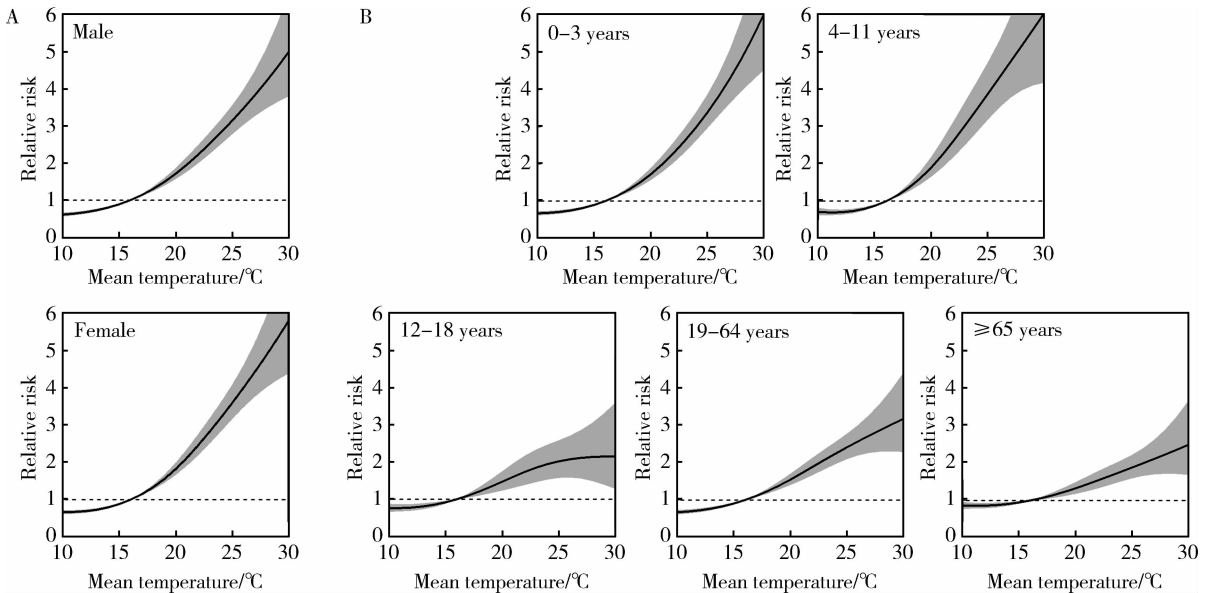 A
B
Male
Relative risk
6
5
4
3
2
1
0
10 15 20 25 30
Mean temperature/℃
0–3 years
Relative risk
6
5
4
3
2
1
0
10 15 20 25 30
Mean temperature/℃
4–11 years
Relative risk
6
5
4
3
2
1
0
10 15 20 25 30
Mean temperature/℃
Female
Relative risk
6
5
4
3
2
1
0
10 15 20 25 30
Mean temperature/℃
12–18 years
Relative risk
6
5
4
3
2
1
0
10 15 20 25 30
Mean temperature/℃
19–64 years
Relative risk
6
5
4
3
2
1
0
10 15 20 25 30
Mean temperature/℃
⩾65 years
Relative risk
6
5
4
3
2
1
0
10 15 20 25 30
Mean temperature/℃